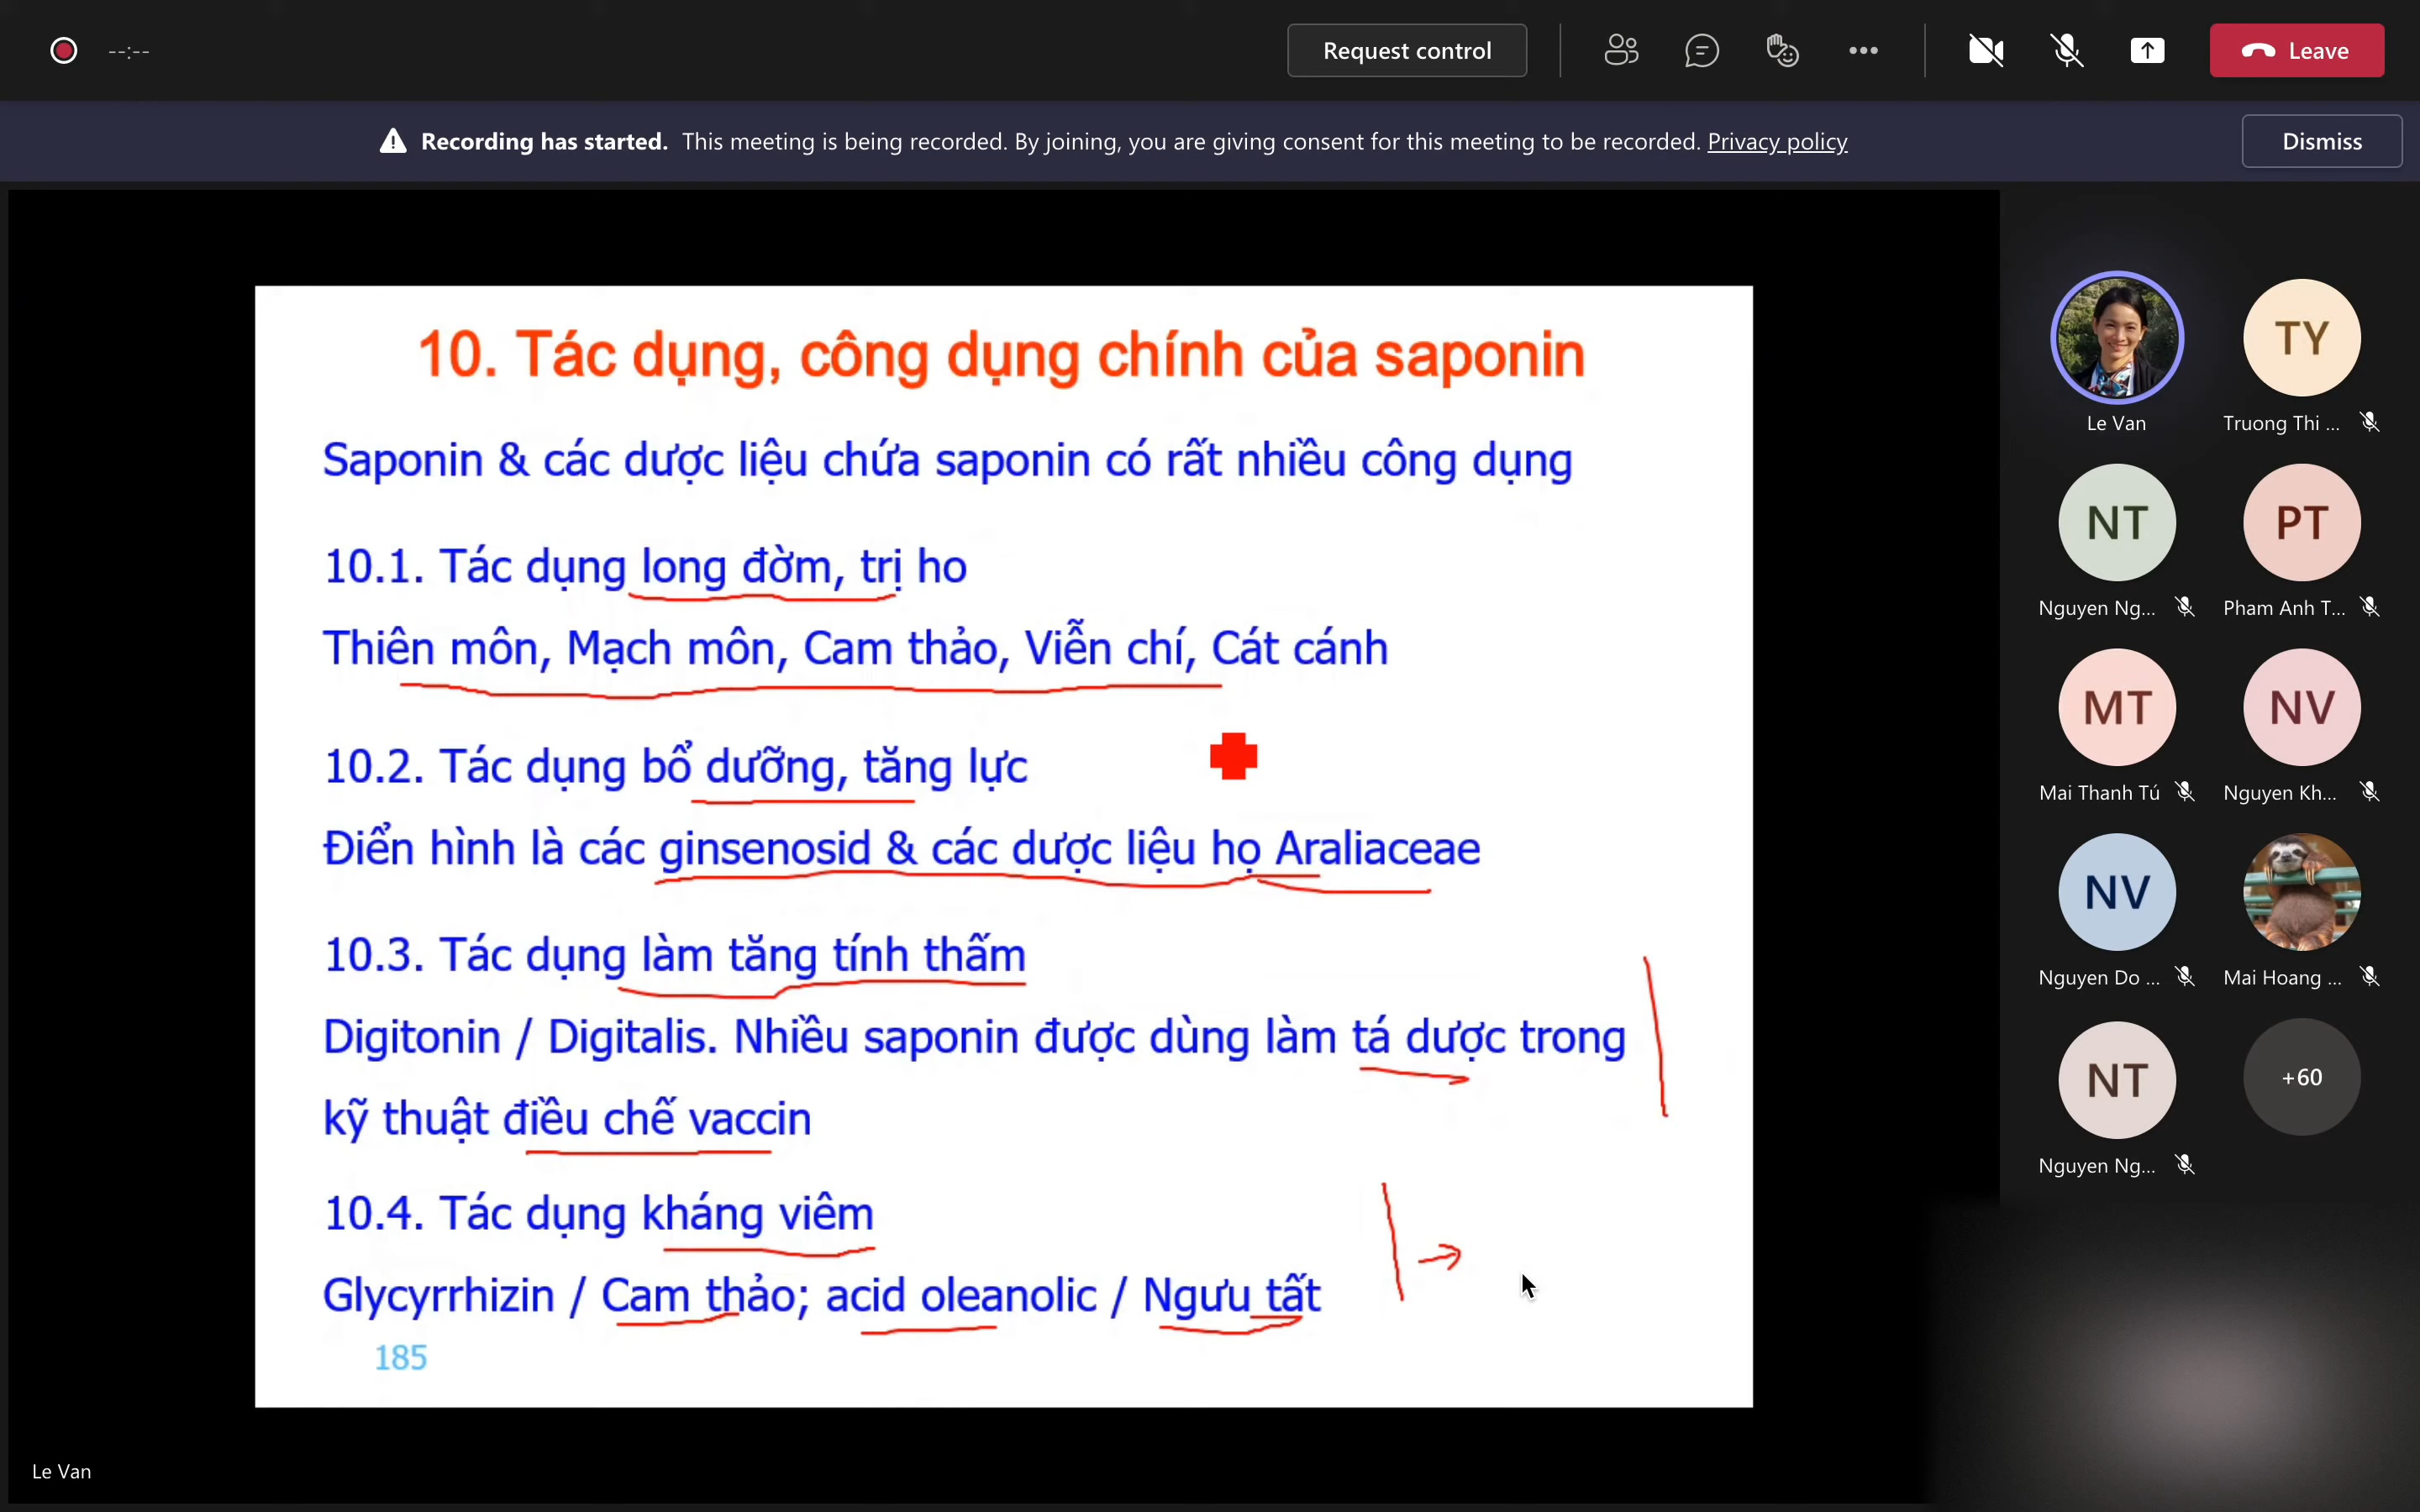 --:--
Request control
Leave
Recording has started. This meeting is being recorded. By joining, you are giving consent for this meeting to be recorded. Privacy policy
Dismiss
10. Tác dụng, công dụng chính của saponin
Saponin & các dược liệu chứa saponin có rất nhiều công dụng
10.1. Tác dụng long đờm, trị ho
Thiên môn, Mạch môn, Cam thảo, Viễn chí, Cát cánh
10.2. Tác dụng bổ dưỡng, tăng lực
Điển hình là các ginsenosid & các dược liệu họ Araliaceae
10.3. Tác dụng làm tăng tính thấm
Digitonin / Digitalis. Nhiều saponin được dùng làm tá dược trong
kỹ thuật điều chế vaccin
10.4. Tác dụng kháng viêm
Glycyrrhizin / Cam thảo; acid oleanolic / Ngưu tất
185
Le Van
TY
Le Van
Truong Thi ...
NT
PT
Nguyen Ng...
Pham Anh T...
MT
NV
Mai Thanh Tú
Nguyen Kh...
NV
Nguyen Do ...
Mai Hoang ...
NT
+60
Nguyen Ng...